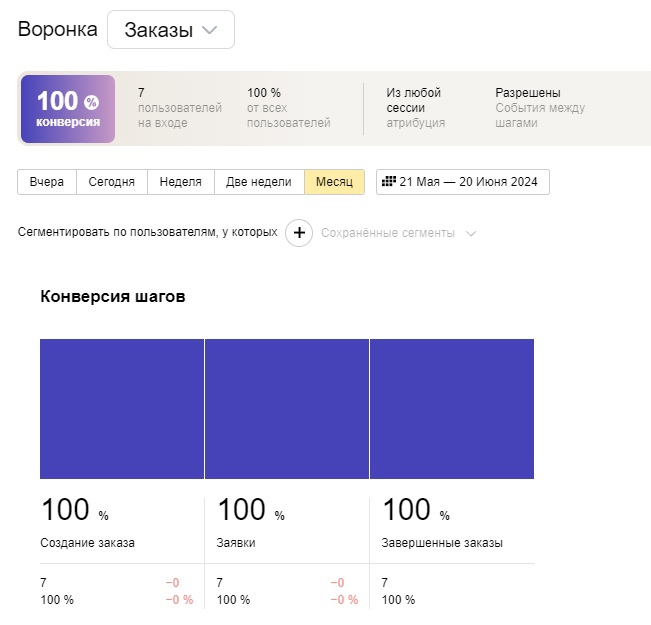 Воронка Заказы
100 %
конверсия
7
пользователей
на входе
100 %
от всех
пользователей
Из любой
сессии
атрибуция
Разрешены
События между
шагами
Вчера Сегодня Неделя Две недели Месяц 21 Мая — 20 Июня 2024
Сегментировать по пользователям, у которых + Сохранённые сегменты
Конверсия шагов
100 % 100 % 100 %
Создание заказа Заявки Завершенные заказы
7 −0 7 −0 7
100 % −0 % 100 % −0 % 100 %